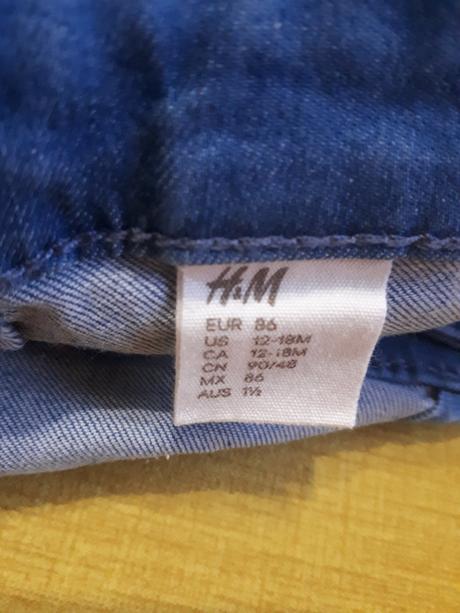 H&M
EUR 86
US 12-18M
CA 12-18M
CN 90/48
MX 86
AUS 1½